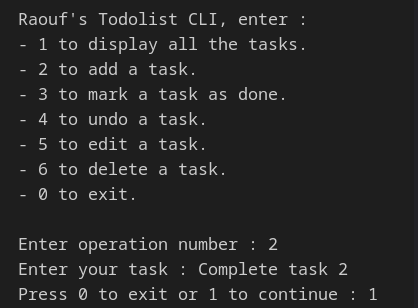 Raouf's Todolist CLI, enter :
- 1 to display all the tasks.
- 2 to add a task.
- 3 to mark a task as done.
- 4 to undo a task.
- 5 to edit a task.
- 6 to delete a task.
- 0 to exit.
Enter operation number : 2
Enter your task : Complete task 2
Press 0 to exit or 1 to continue : 1